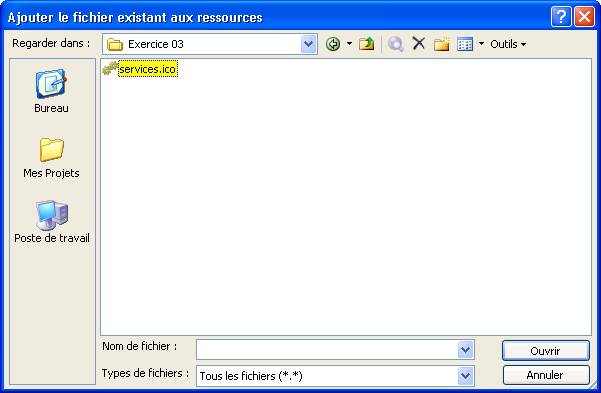 Ajouter le fichier existant aux ressources
Regarder dans :
Exercice 03
Outils
services.ico
Bureau
Mes Projets
Poste de travail
Nom de fichier :
Ouvrir
Types de fichiers :
Tous les fichiers (*.*)
Annuler